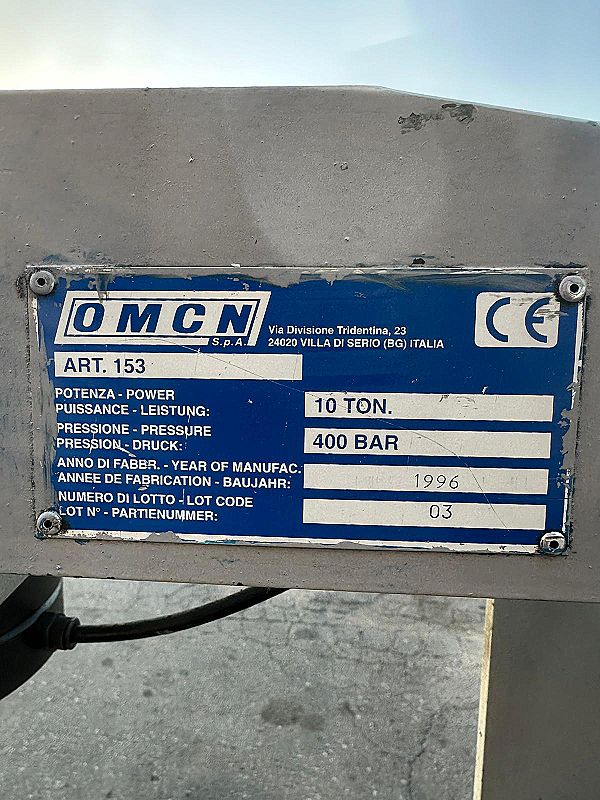 OMCN
S.p.A.
Via Divisione Tridentina, 23
24020 VILLA DI SERIO (BG) ITALIA
CE
ART. 153
POTENZA - POWER
PUISSANCE - LEISTUNG:
10 TON.
PRESSIONE - PRESSURE
PRESSION - DRUCK:
400 BAR
ANNO DI FABBR. - YEAR OF MANUFAC.
ANNEE DE FABRICATION - BAUJAHR:
1996
NUMERO DI LOTTO - LOT CODE
LOT N° - PARTIENUMMER:
03